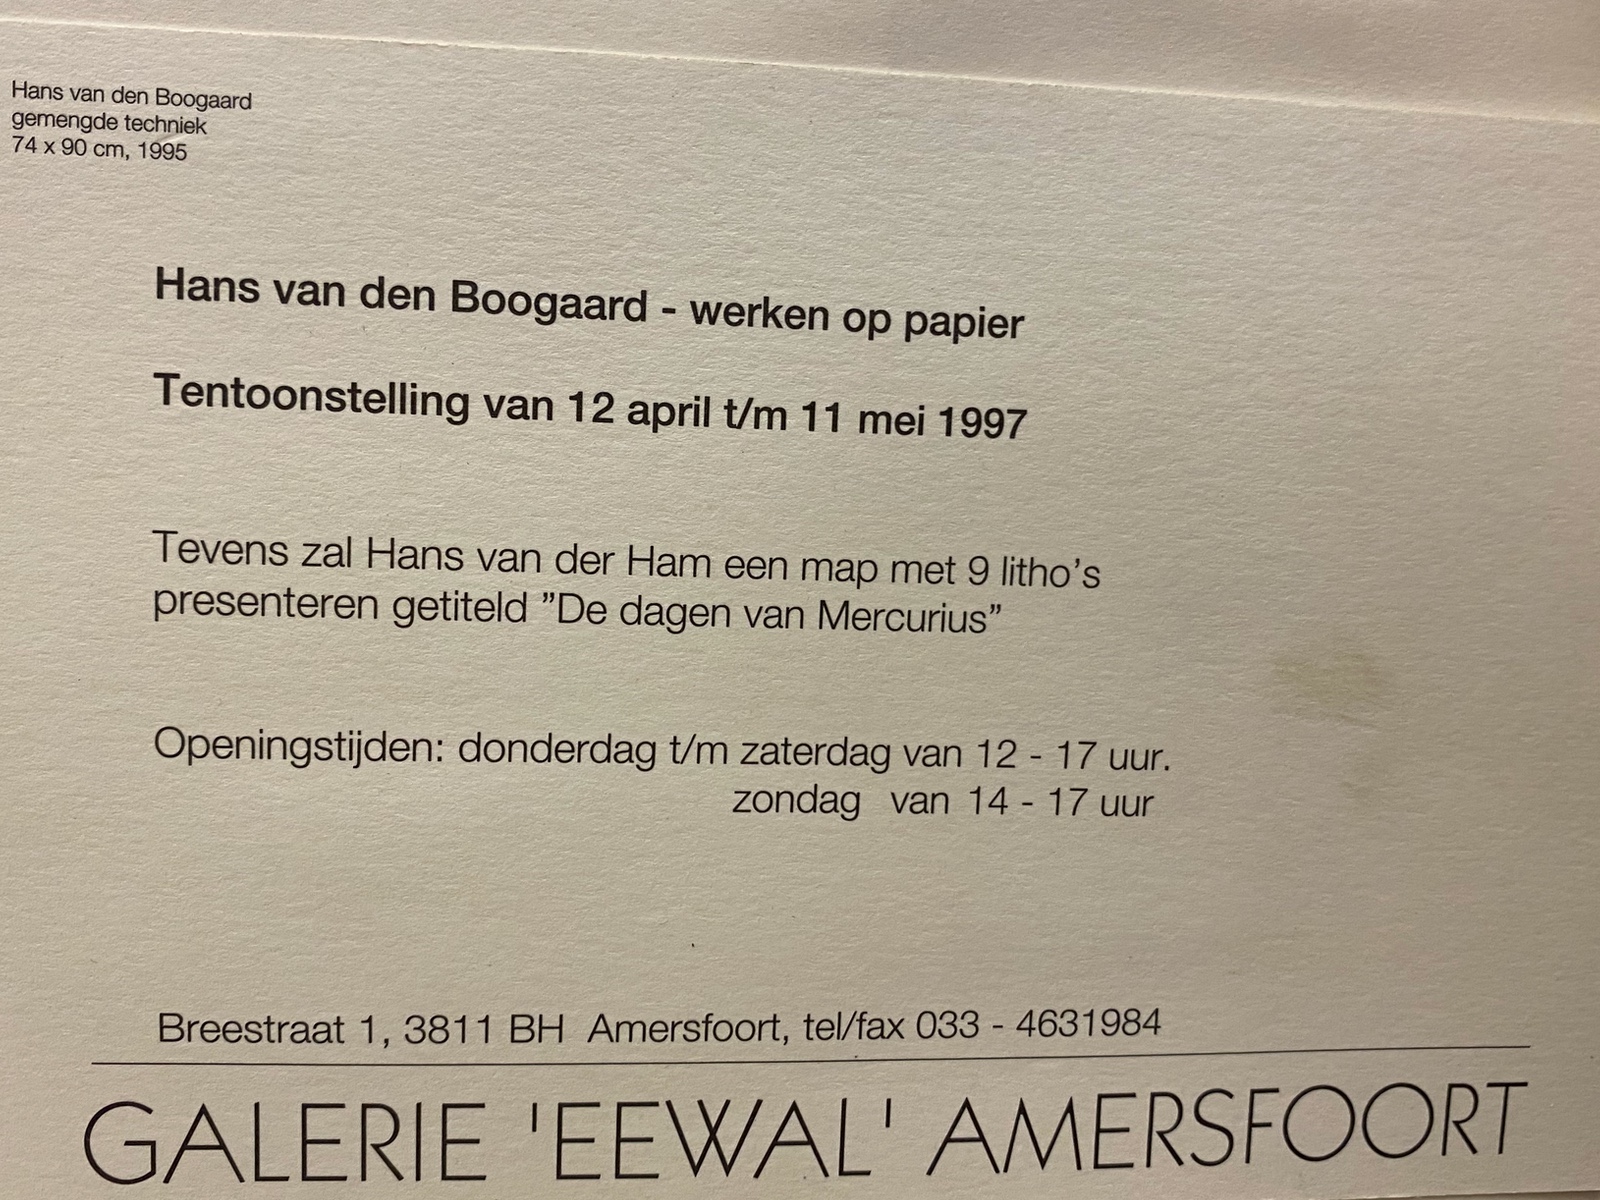 Hans van den Boogaard
gemengde techniek
74 x 90 cm, 1995
Hans van den Boogaard - werken op papier
Tentoonstelling van 12 april t/m 11 mei 1997
Tevens zal Hans van der Ham een map met 9 litho's
presenteren getiteld ”De dagen van Mercurius”
Openingstijden: donderdag t/m zaterdag van 12 - 17 uur.
zondag van 14 - 17 uur
Breestraat 1, 3811 BH Amersfoort, tel/fax 033 - 4631984
GALERIE 'EEWAL' AMERSFOORT